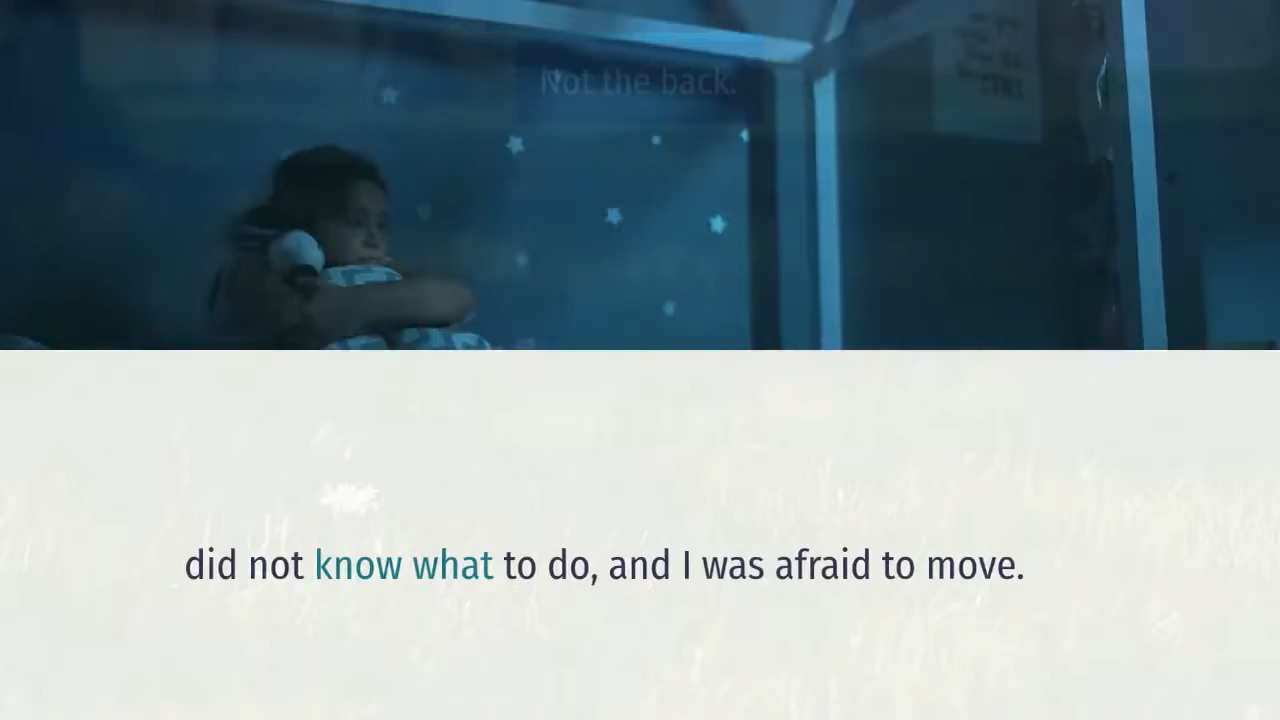 Not the back.
did not know what to do, and I was afraid to move.